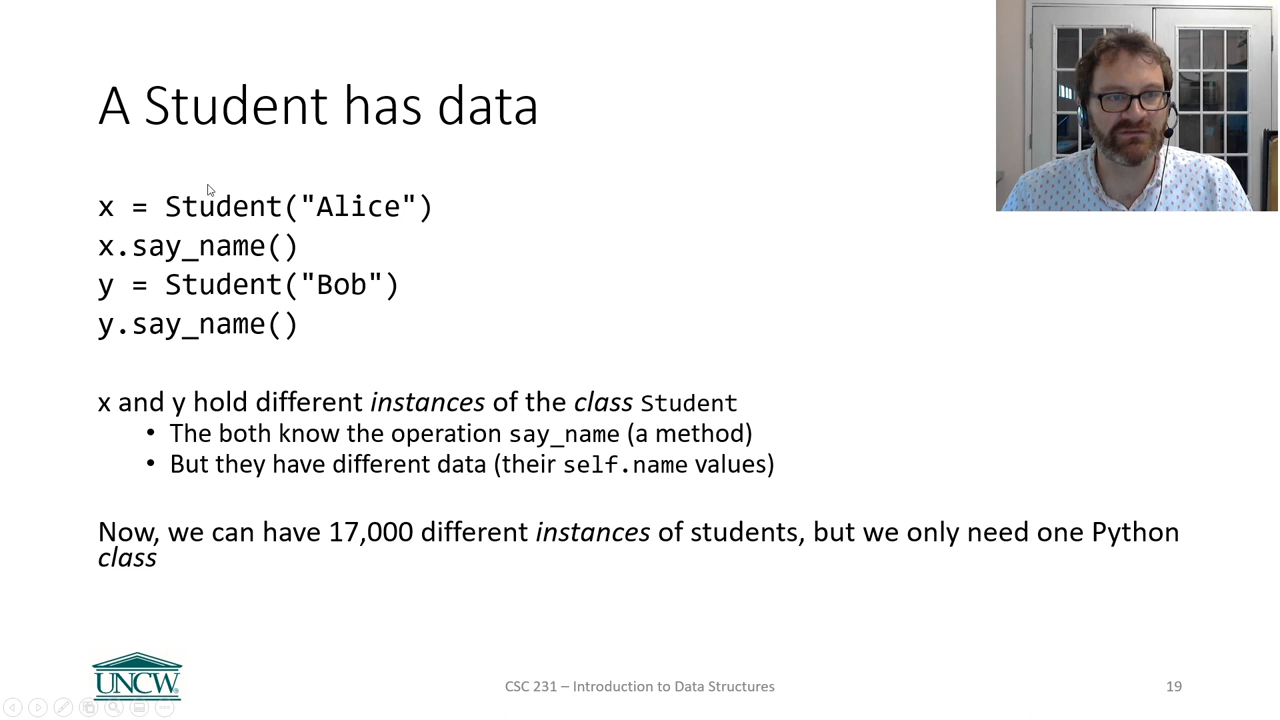 A Student has data
x = Student("Alice")
x.say_name()
y = Student("Bob")
y.say_name()
x and y hold different instances of the class Student
• The both know the operation say_name (a method)
• But they have different data (their self.name values)
Now, we can have 17,000 different instances of students, but we only need one Python
class
UNCW®
CSC 231 – Introduction to Data Structures
19